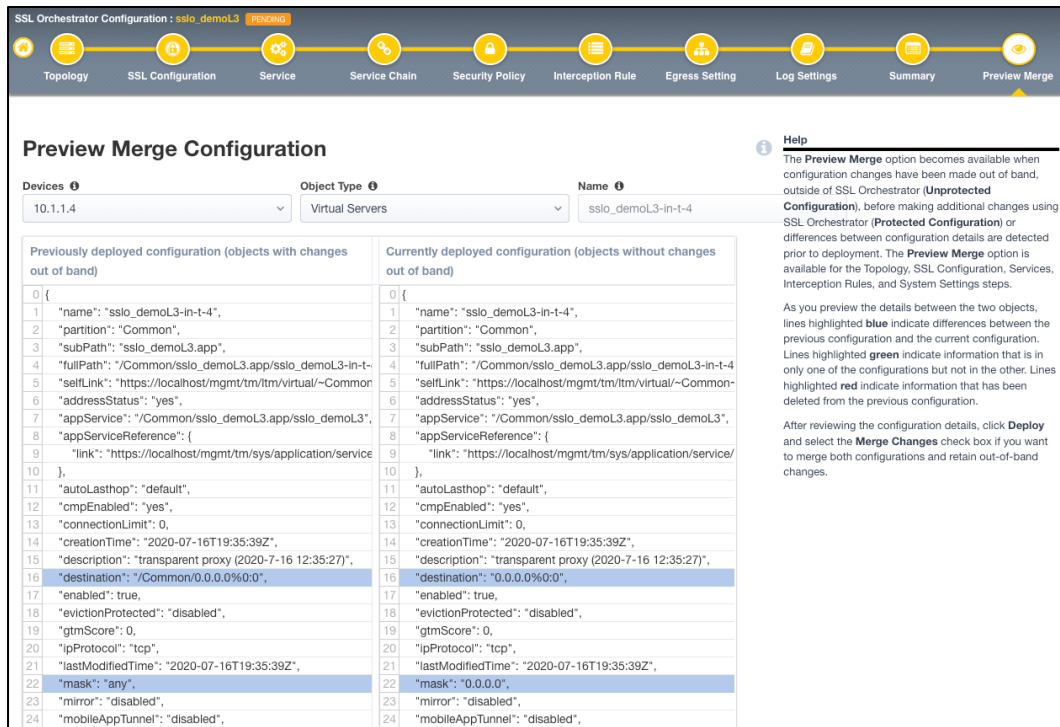 SSL Orchestrator Configuration : sslo_demoL3 PENDING
Topology SSL Configuration Service Service Chain Security Policy Interception Rule Egress Setting Log Settings Summary Preview Merge
Preview Merge Configuration
Devices Object Type Name
10.1.1.4 Virtual Servers sslo_demoL3-in-t-4
Previously deployed configuration (objects with changes
out of band)
0 {
1 "name": "sslo_demoL3-in-t-4",
2 "partition": "Common",
3 "subPath": "sslo_demoL3.app",
4 "fullPath": "/Common/sslo_demoL3.app/sslo_demoL3-in-t-
5 "selfLink": "https://localhost/mgmt/tm/ltm/virtual/~Common
6 "addressStatus": "yes",
7 "appService": "/Common/sslo_demoL3.app/sslo_demoL3",
8 "appServiceReference": {
9 "link": "https://localhost/mgmt/tm/sys/application/service
10 },
11 "autoLasthop": "default",
12 "cmpEnabled": "yes",
13 "connectionLimit": 0,
14 "creationTime": "2020-07-16T19:35:39Z",
15 "description": "transparent proxy (2020-7-16 12:35:27)",
16 "destination": "/Common/0.0.0.0%0:0",
17 "enabled": true,
18 "evictionProtected": "disabled",
19 "gtmScore": 0,
20 "ipProtocol": "tcp",
21 "lastModifiedTime": "2020-07-16T19:35:39Z",
22 "mask": "any",
23 "mirror": "disabled",
24 "mobileAppTunnel": "disabled",
Currently deployed configuration (objects without changes
out of band)
0 {
1 "name": "sslo_demoL3-in-t-4",
2 "partition": "Common",
3 "subPath": "sslo_demoL3.app",
4 "fullPath": "/Common/sslo_demoL3.app/sslo_demoL3-in-t-4
5 "selfLink": "https://localhost/mgmt/tm/ltm/virtual/~Common~
6 "addressStatus": "yes",
7 "appService": "/Common/sslo_demoL3.app/sslo_demoL3",
8 "appServiceReference": {
9 "link": "https://localhost/mgmt/tm/sys/application/service/
10 },
11 "autoLasthop": "default",
12 "cmpEnabled": "yes",
13 "connectionLimit": 0,
14 "creationTime": "2020-07-16T19:35:39Z",
15 "description": "transparent proxy (2020-7-16 12:35:27)",
16 "destination": "0.0.0.0%0:0",
17 "enabled": true,
18 "evictionProtected": "disabled",
19 "gtmScore": 0,
20 "ipProtocol": "tcp",
21 "lastModifiedTime": "2020-07-16T19:35:39Z",
22 "mask": "0.0.0.0",
23 "mirror": "disabled",
24 "mobileAppTunnel": "disabled",
Help
The Preview Merge option becomes available when
configuration changes have been made out of band,
outside of SSL Orchestrator (Unprotected
Configuration), before making additional changes using
SSL Orchestrator (Protected Configuration) or
differences between configuration details are detected
prior to deployment. The Preview Merge option is
available for the Topology, SSL Configuration, Services,
Interception Rules, and System Settings steps.
As you preview the details between the two objects,
lines highlighted blue indicate differences between the
previous configuration and the current configuration.
Lines highlighted green indicate information that is in
only one of the configurations but not in the other. Lines
highlighted red indicate information that has been
deleted from the previous configuration.
After reviewing the configuration details, click Deploy
and select the Merge Changes check box if you want
to merge both configurations and retain out-of-band
changes.